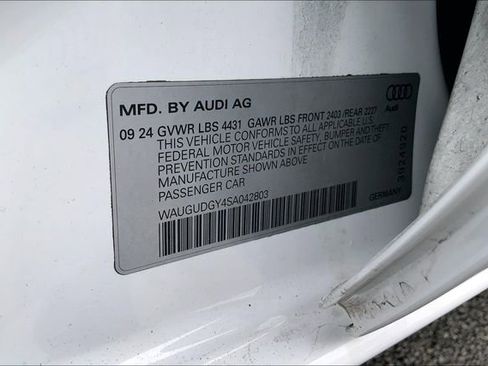 MFD. BY AUDI AG
Audi
09 24 GVWR LBS 4431 GAWR LBS FRONT 2403 /REAR 2227
THIS VEHICLE CONFORMS TO ALL APPLICABLE U.S.
FEDERAL MOTOR VEHICLE SAFETY, BUMPER AND THEFT
PREVENTION STANDARDS IN EFFECT ON THE DATE OF
MANUFACTURE SHOWN ABOVE
PASSENGER CAR
WAUGUDGY4SA042803
GERMANY